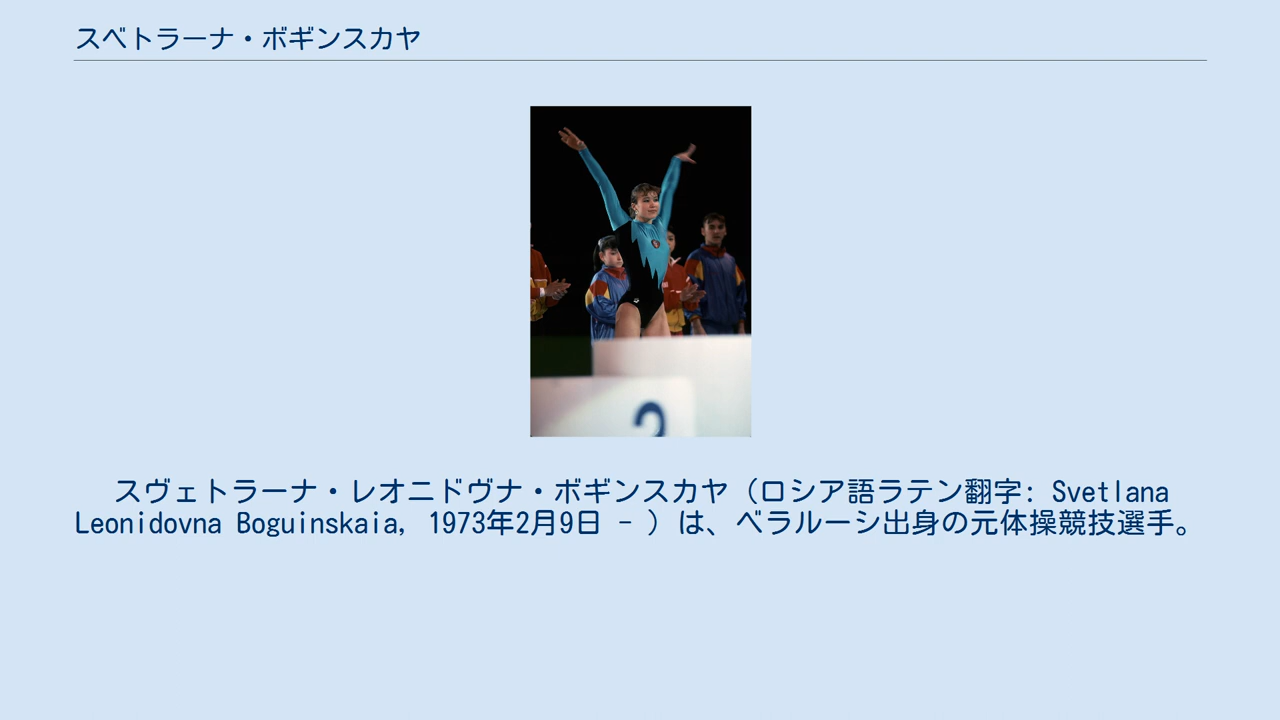 スベトラーナ・ボギンスカヤ
2
スヴェトラーナ・レオニドヴナ・ボギンスカヤ（ロシア語ラテン翻字: Svetlana
Leonidovna Boguinskaia, 1973年2月9日 - ）は、ベラルーシ出身の元体操競技選手。